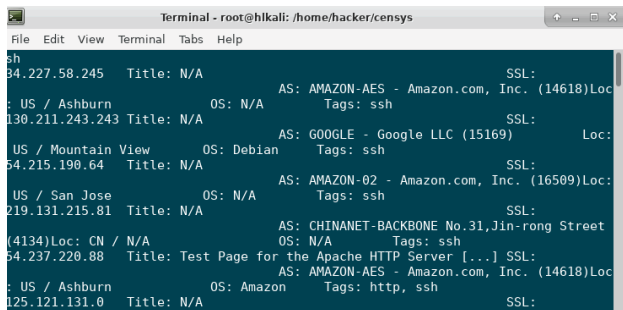 Terminal - root@hlkali: /home/hacker/censys
File Edit View Terminal Tabs Help
sh
34.227.58.245 Title: N/A SSL:
AS: AMAZON-AES - Amazon.com, Inc. (14618)Loc
: US / Ashburn OS: N/A Tags: ssh
130.211.243.243 Title: N/A SSL:
AS: GOOGLE - Google LLC (15169) Loc:
US / Mountain View OS: Debian Tags: ssh
54.215.190.64 Title: N/A SSL:
AS: AMAZON-02 - Amazon.com, Inc. (16509)Loc:
US / San Jose OS: N/A Tags: ssh
219.131.215.81 Title: N/A SSL:
AS: CHINANET-BACKBONE No.31,Jin-rong Street
(4134)Loc: CN / N/A OS: N/A Tags: ssh
54.237.220.88 Title: Test Page for the Apache HTTP Server [...] SSL:
AS: AMAZON-AES - Amazon.com, Inc. (14618)Loc
: US / Ashburn OS: Amazon Tags: http, ssh
125.121.131.0 Title: N/A SSL: